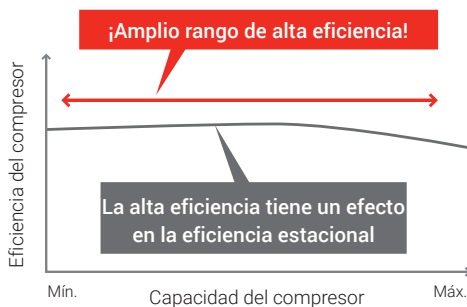 ¡Amplio rango de alta eficiencia!
Eficiencia del compresor
La alta eficiencia tiene un efecto
en la eficiencia estacional
Mín.
Capacidad del compresor
Máx.